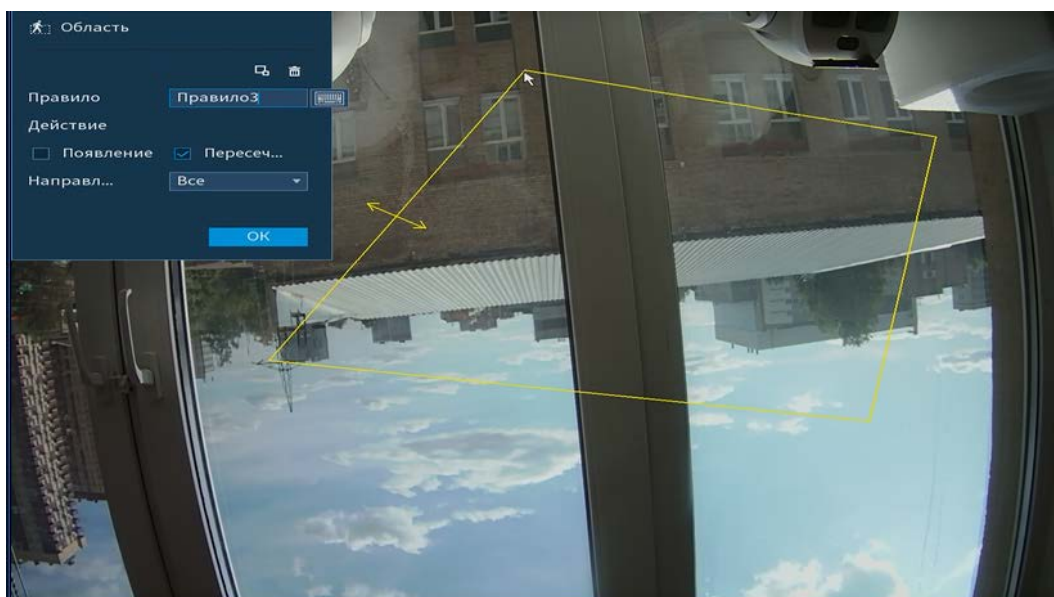 Область
Правило Правило3
Действие
Появление Пересеч...
Направл... Все
OK